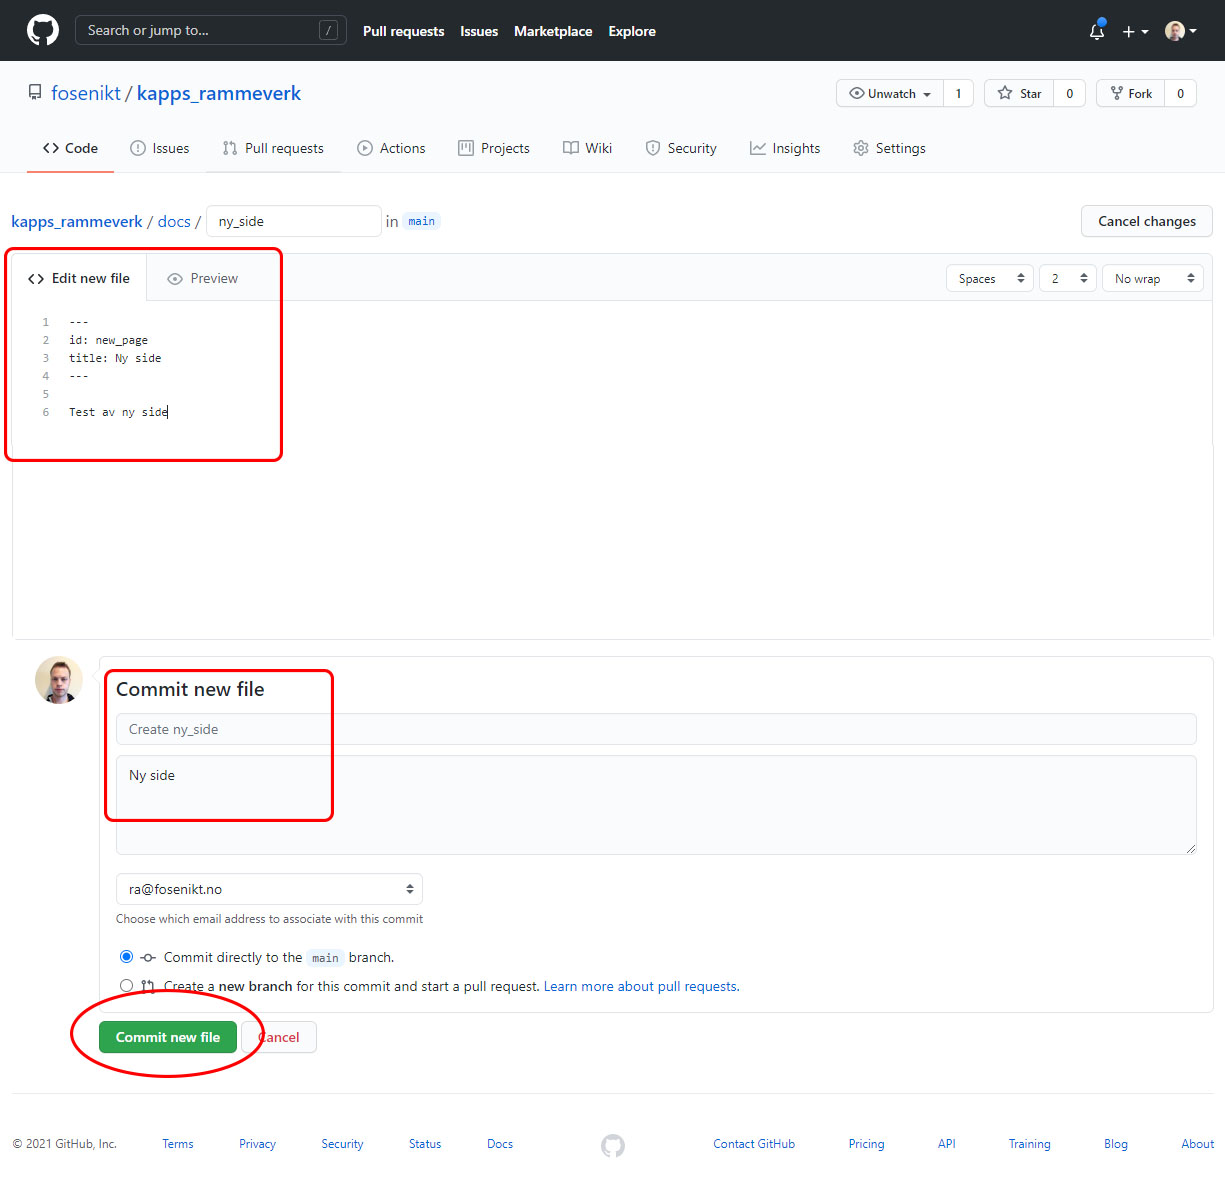 Search or jump to... /
Pull requests Issues Marketplace Explore
fosenikt / kapps_rammeverk
Unwatch 1 Star 0 Fork 0
Code Issues Pull requests Actions Projects Wiki Security Insights Settings
kapps_rammeverk / docs / ny_side in main
Cancel changes
Edit new file Preview
Spaces 2 No wrap
1 ---
2 id: new_page
3 title: Ny side
4 ---
5
6 Test av ny side
Commit new file
Create ny_side
Ny side
ra@fosenikt.no
Choose which email address to associate with this commit
Commit directly to the main branch.
Create a new branch for this commit and start a pull request. Learn more about pull requests.
Commit new file Cancel
© 2021 GitHub, Inc. Terms Privacy Security Status Docs Contact GitHub Pricing API Training Blog About